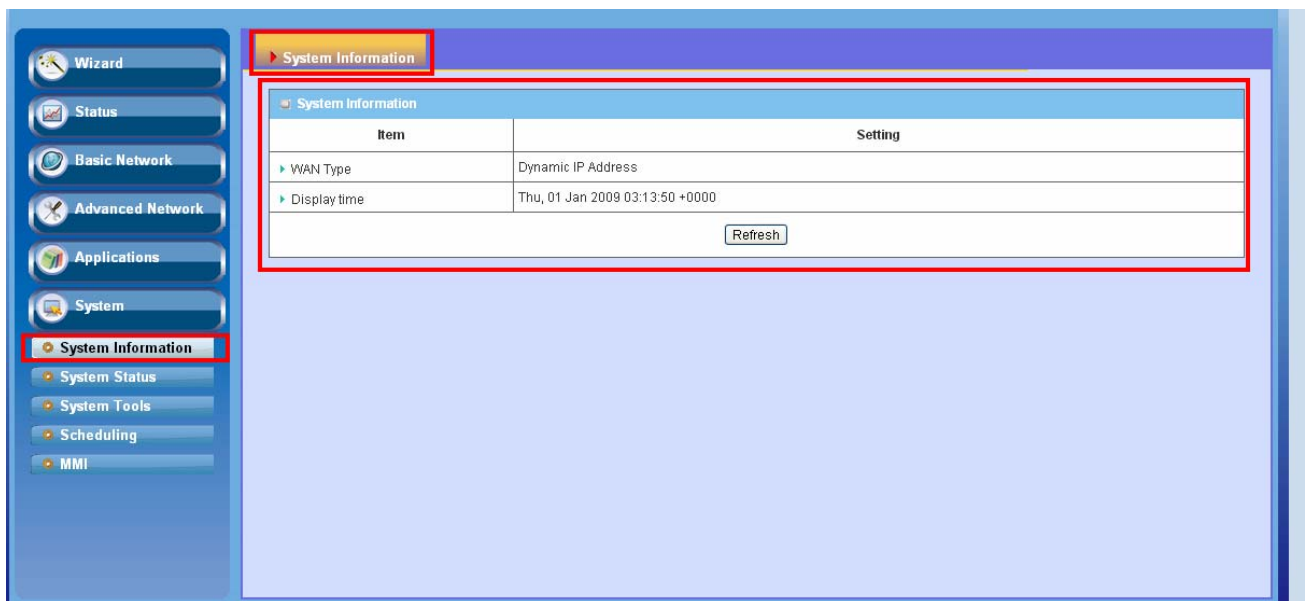 Wizard
Status
Basic Network
Advanced Network
Applications
System
System Information
System Status
System Tools
Scheduling
MMI
System Information
System Information
Item Setting
WAN Type Dynamic IP Address
Display time Thu, 01 Jan 2009 03:13:50 +0000
Refresh